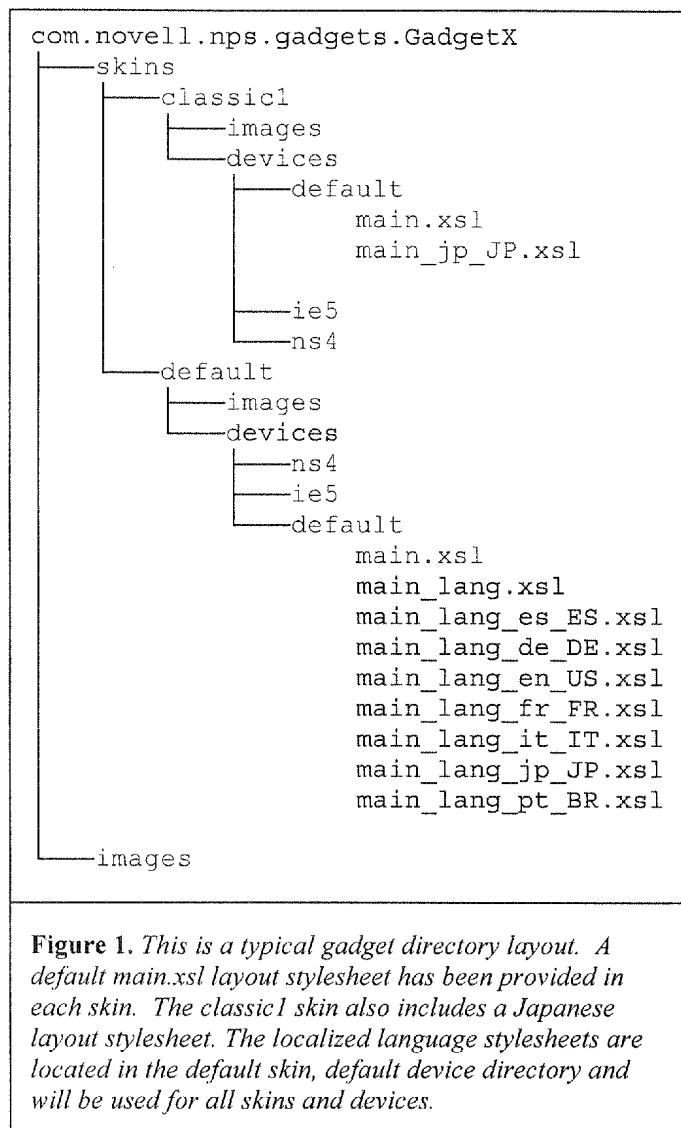 com.novell.nps.gadgets.GadgetX
skins
classic1
images
devices
default
main.xsl
main_jp_JP.xsl
ie5
ns4
default
images
devices
ns4
ie5
default
main.xsl
main_lang.xsl
main_lang_es_ES.xsl
main_lang_de_DE.xsl
main_lang_en_US.xsl
main_lang_fr_FR.xsl
main_lang_it_IT.xsl
main_lang_jp_JP.xsl
main_lang_pt_BR.xsl
images
Figure 1. This is a typical gadget directory layout. A
default main.xsl layout stylesheet has been provided in
each skin. The classic1 skin also includes a Japanese
layout stylesheet. The localized language stylesheets are
located in the default skin, default device directory and
will be used for all skins and devices.